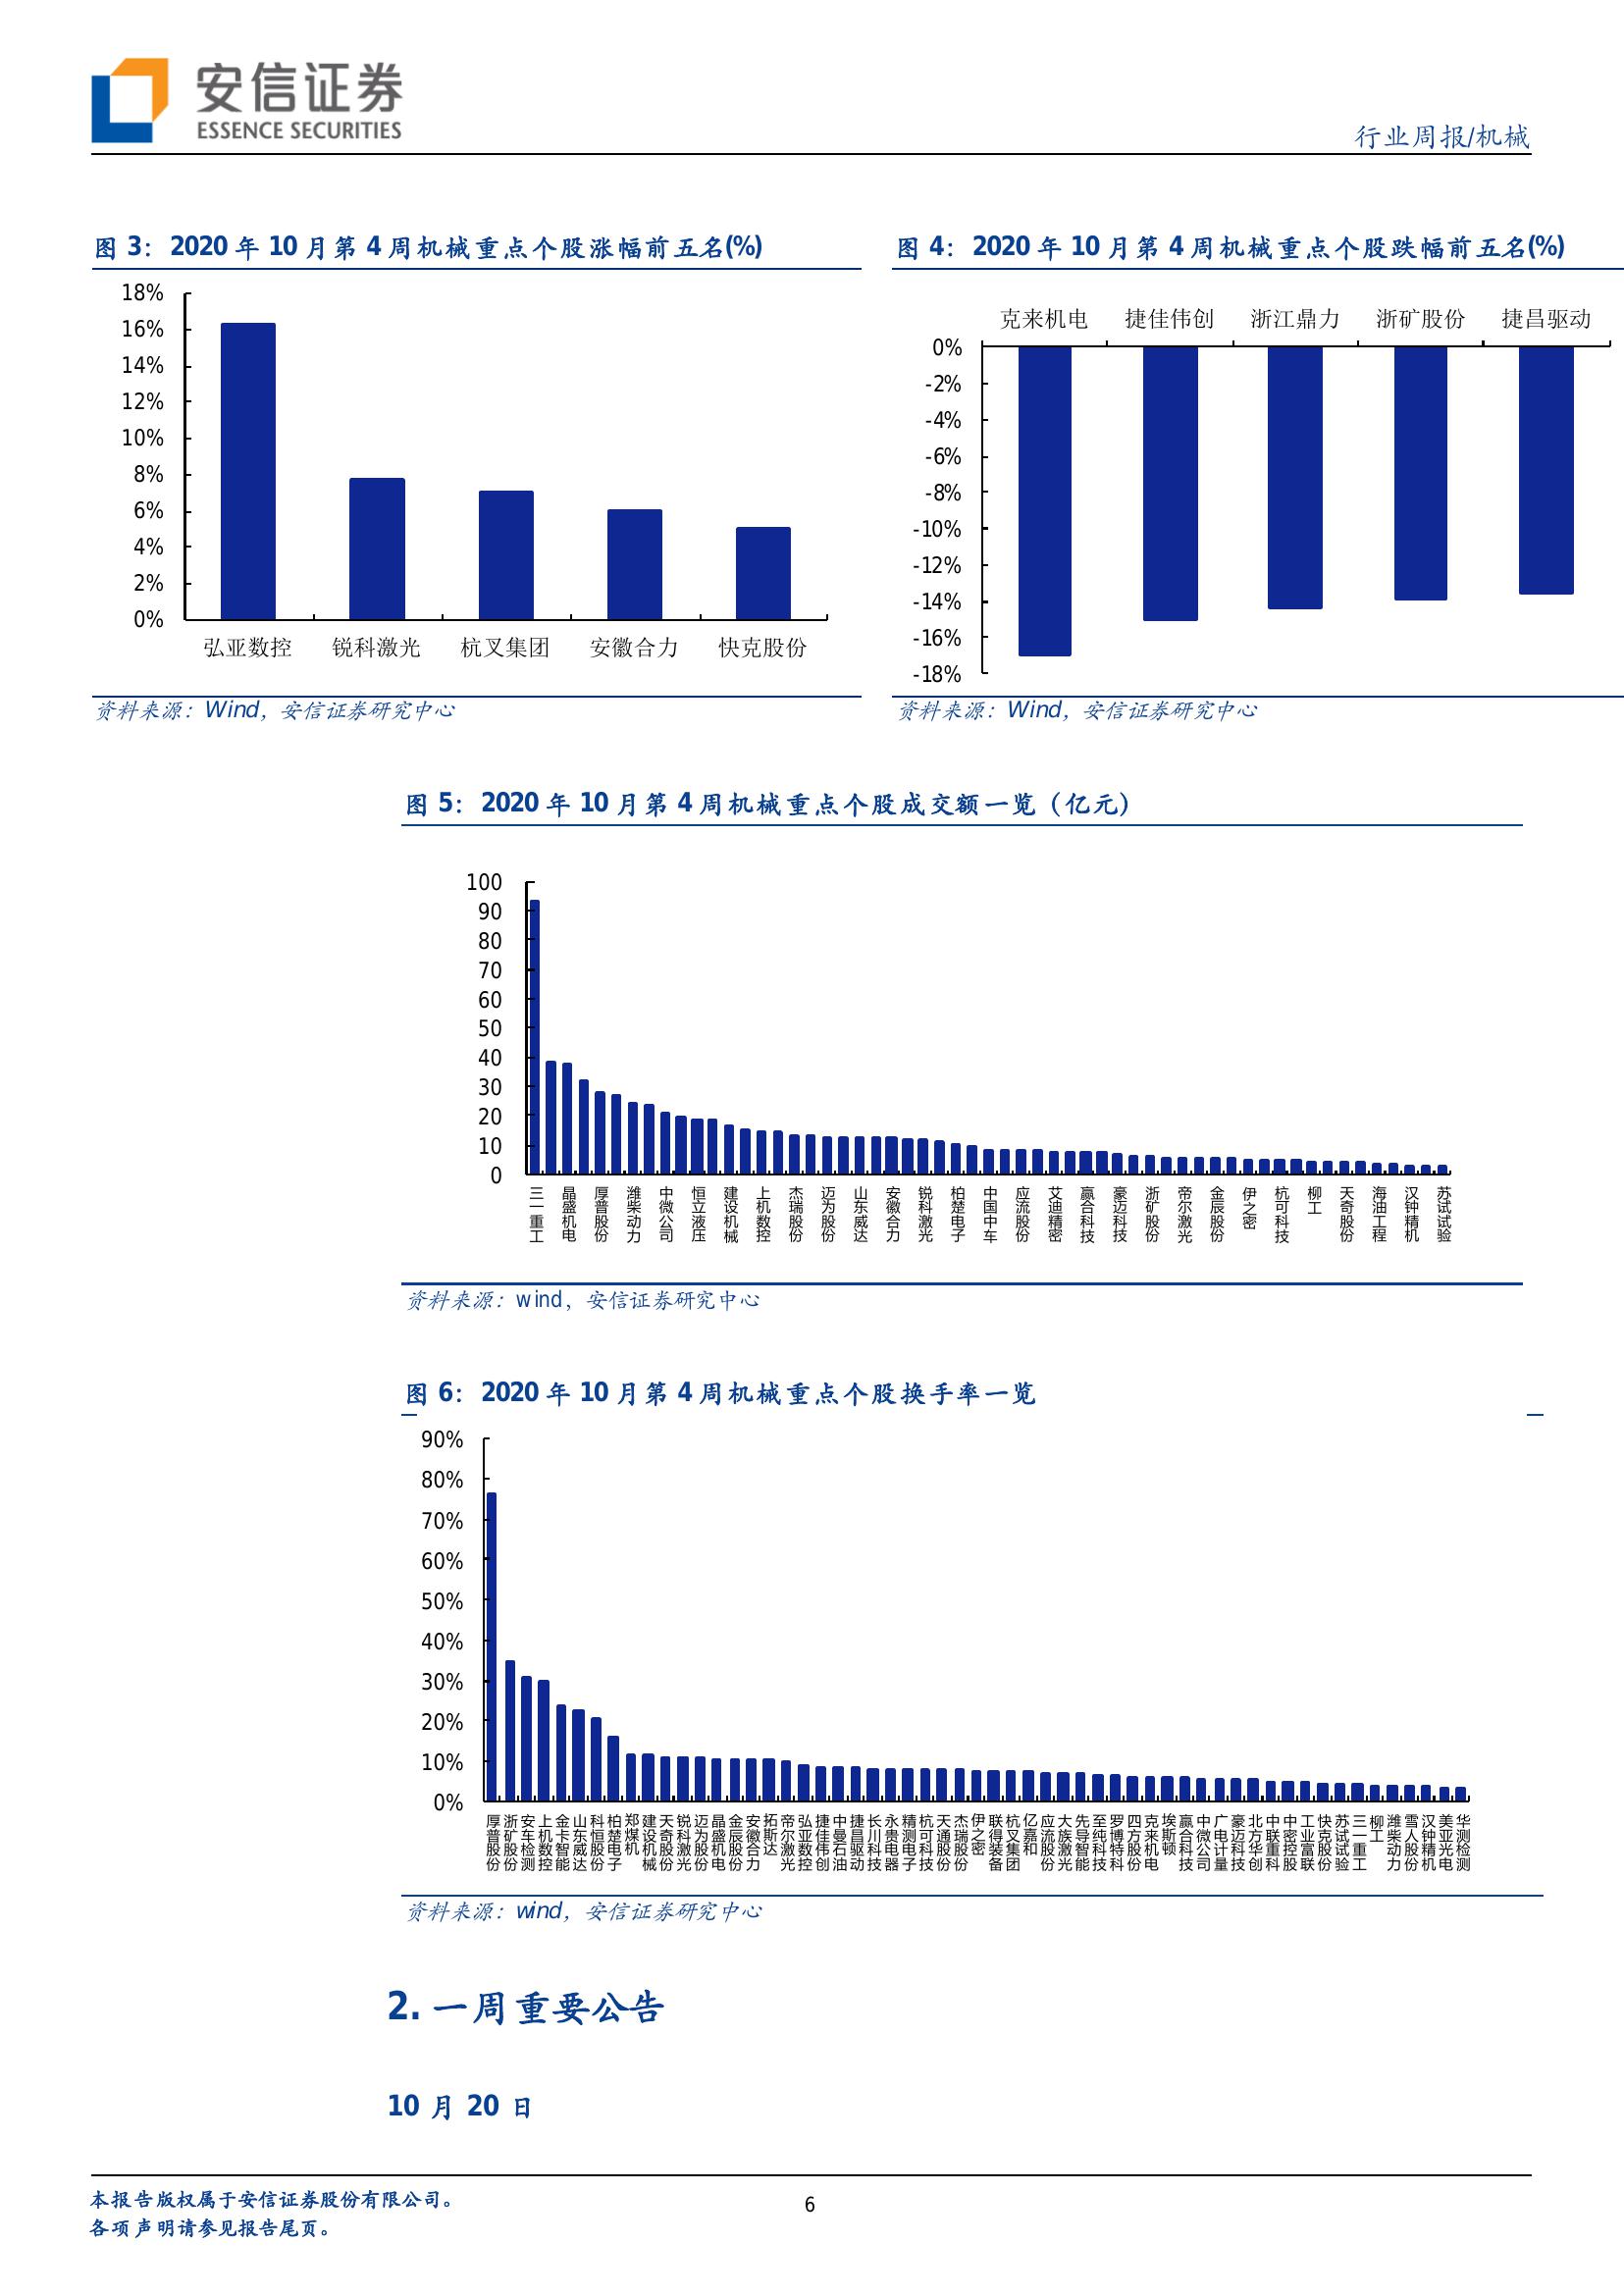 安信证券
ESSENCE SECURITIES
行业周报/机械
图 3：2020 年 10 月第 4 周机械重点个股涨幅前五名(%)
18%
16%
14%
12%
10%
8%
6%
4%
2%
0%
弘亚数控 锐科激光 杭叉集团 安徽合力 快克股份
资料来源：Wind，安信证券研究中心
图 4：2020 年 10 月第 4 周机械重点个股跌幅前五名(%)
克来机电 捷佳伟创 浙江鼎力 浙矿股份 捷昌驱动
0%
-2%
-4%
-6%
-8%
-10%
-12%
-14%
-16%
-18%
资料来源：Wind，安信证券研究中心
图 5：2020 年 10 月第 4 周机械重点个股成交额一览（亿元）
100
90
80
70
60
50
40
30
20
10
0
三一重工 晶盛机电 厚普股份 潍柴动力 中微公司 恒立液压 建设机械 上机数控 杰瑞股份 迈为股份 山东威达 安徽合力 锐科激光 柏楚电子 中国中车 应流股份 艾迪精密 赢合科技 豪迈科技 浙矿股份 帝尔激光 金辰股份 伊之密 杭可科技 柳工 天奇股份 海油工程 汉钟精机 苏试试验
资料来源：wind，安信证券研究中心
图 6：2020 年 10 月第 4 周机械重点个股换手率一览
90%
80%
70%
60%
50%
40%
30%
20%
10%
0%
厚普股份 浙矿股份 安车检测 上机数控 金卡智能 山东威达 科恒股份 柏楚电子 郑煤机 建设机械 天奇股份 锐科激光 迈为股份 晶盛机电 金辰股份 安徽合力 拓斯达 帝尔激光 弘亚数控 捷佳伟创 中曼石油 捷昌驱动 长川科技 永贵电器 精测电子 杭可科技 天通股份 杰瑞股份 伊之密 联得装备 杭叉集团 亿嘉和 应流股份 大族激光 先导智能 至纯科技 罗博特科 四方股份 克来机电 埃斯顿 赢合科技 中微公司 广电计量 豪迈科技 北方华创 中联重科 中密控股 工业富联 快克股份 苏试试验 三一重工 柳工 潍柴动力 雪人股份 汉钟精机 美亚光电 华测检测
资料来源：wind，安信证券研究中心
2. 一周重要公告
10 月 20 日
本报告版权属于安信证券股份有限公司。
各项声明请参见报告尾页。
6